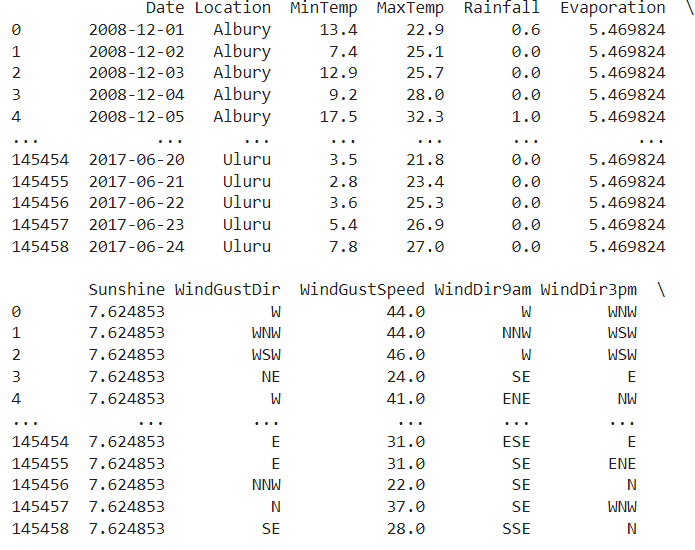 Date Location MinTemp MaxTemp Rainfall Evaporation \
0 2008-12-01 Albury 13.4 22.9 0.6 5.469824
1 2008-12-02 Albury 7.4 25.1 0.0 5.469824
2 2008-12-03 Albury 12.9 25.7 0.0 5.469824
3 2008-12-04 Albury 9.2 28.0 0.0 5.469824
4 2008-12-05 Albury 17.5 32.3 1.0 5.469824
... ... ... ... ... ... ...
145454 2017-06-20 Uluru 3.5 21.8 0.0 5.469824
145455 2017-06-21 Uluru 2.8 23.4 0.0 5.469824
145456 2017-06-22 Uluru 3.6 25.3 0.0 5.469824
145457 2017-06-23 Uluru 5.4 26.9 0.0 5.469824
145458 2017-06-24 Uluru 7.8 27.0 0.0 5.469824
Sunshine WindGustDir WindGustSpeed WindDir9am WindDir3pm \
0 7.624853 W 44.0 W WNW
1 7.624853 WNW 44.0 NNW WSW
2 7.624853 WSW 46.0 W WSW
3 7.624853 NE 24.0 SE E
4 7.624853 W 41.0 ENE NW
... ... ... ... ... ...
145454 7.624853 E 31.0 ESE E
145455 7.624853 E 31.0 SE ENE
145456 7.624853 NNW 22.0 SE N
145457 7.624853 N 37.0 SE WNW
145458 7.624853 SE 28.0 SSE N